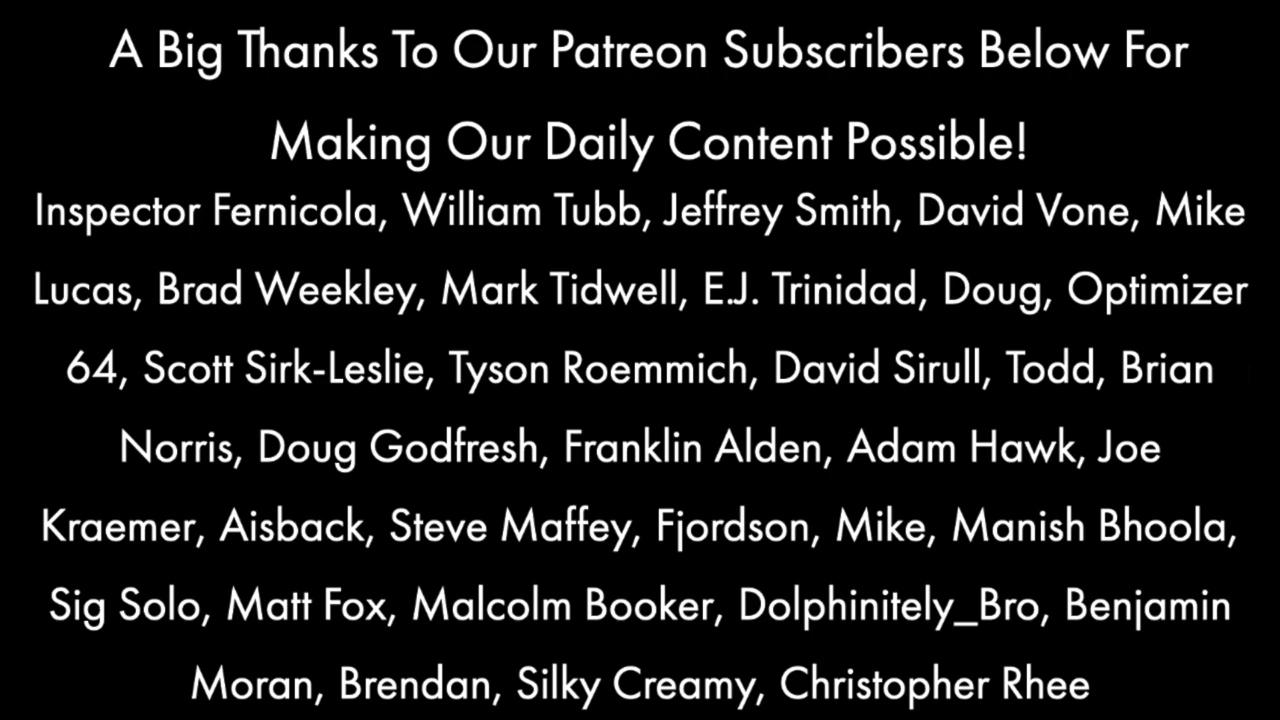 A Big Thanks To Our Patreon Subscribers Below For
Making Our Daily Content Possible!
Inspector Fernicola, William Tubb, Jeffrey Smith, David Vone, Mike
Lucas, Brad Weekley, Mark Tidwell, E.J. Trinidad, Doug, Optimizer
64, Scott Sirk-Leslie, Tyson Roemmich, David Sirull, Todd, Brian
Norris, Doug Godfresh, Franklin Alden, Adam Hawk, Joe
Kraemer, Aisback, Steve Maffey, Fjordson, Mike, Manish Bhoola,
Sig Solo, Matt Fox, Malcolm Booker, Dolphinitely_Bro, Benjamin
Moran, Brendan, Silky Creamy, Christopher Rhee